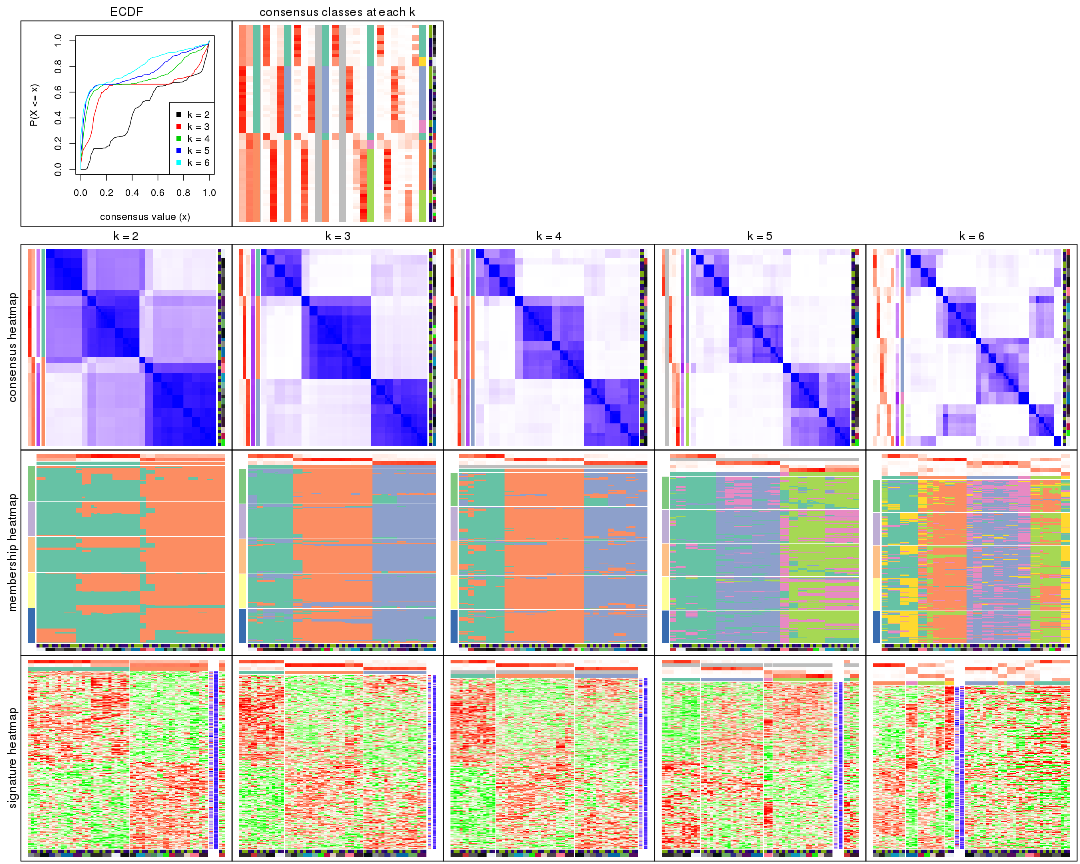 ECDF
consensus classes at each k
P(X <= x)
0.0 0.2 0.4 0.6 0.8 1.0
k = 2
k = 3
k = 4
k = 5
k = 6
0.0 0.2 0.4 0.6 0.8 1.0
consensus value (x)
k = 2 k = 3 k = 4 k = 5 k = 6
consensus heatmap
membership heatmap
signature heatmap